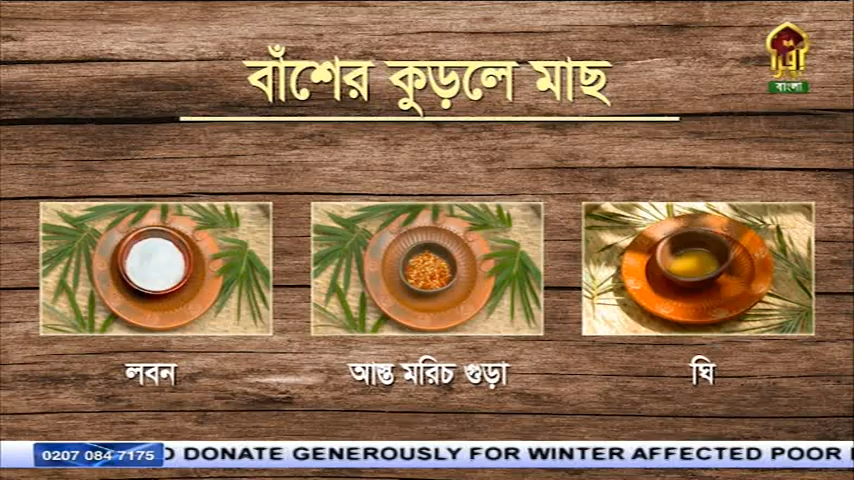 বাঁশের কুড়লে মাছ
বাংলা
লবন
আস্ত মরিচ গুড়া
ঘি
0207 084 7175
DONATE GENEROUSLY FOR WINTER AFFECTED POOR